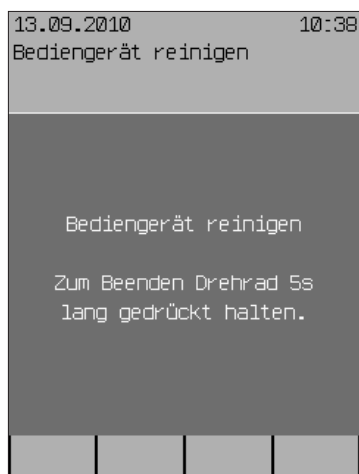 13.09.2010 10:38
Bediengerät reinigen
Bediengerät reinigen
Zum Beenden Drehrad 5s
lang gedrückt halten.